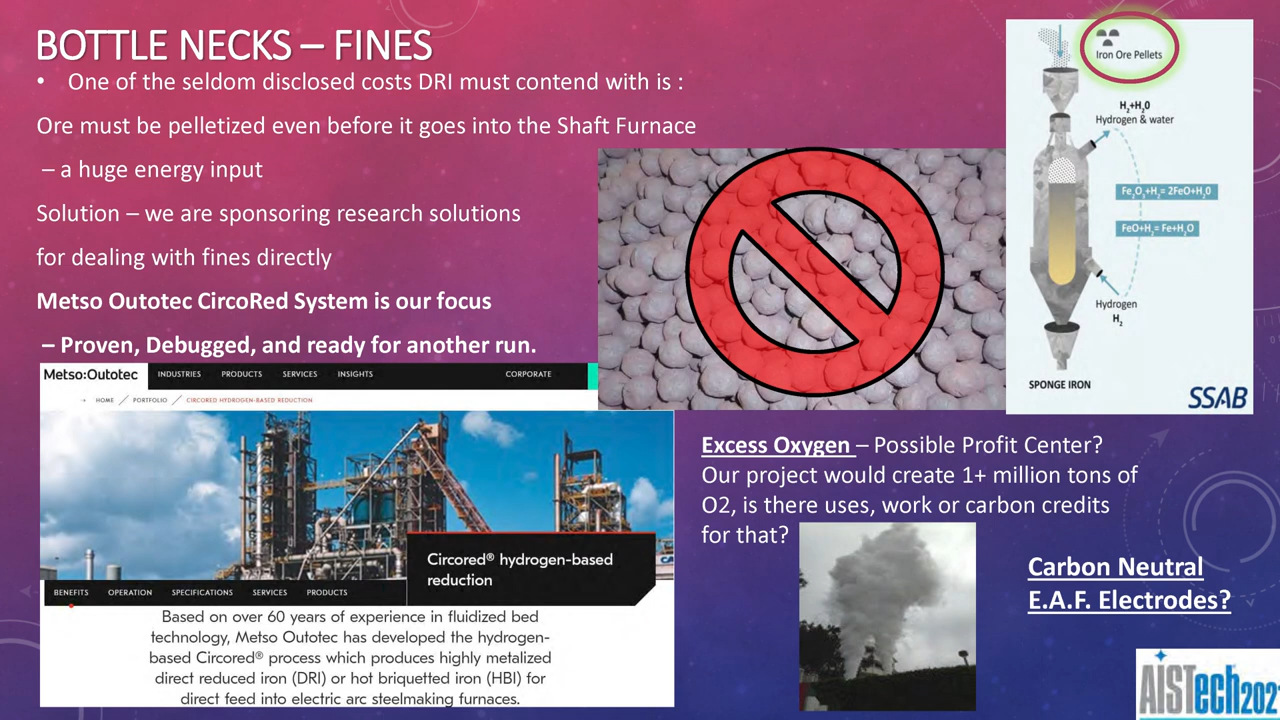 BOTTLE NECKS – FINES
• One of the seldom disclosed costs DRI must contend with is :
Ore must be pelletized even before it goes into the Shaft Furnace
– a huge energy input
Solution – we are sponsoring research solutions
for dealing with fines directly
Metso Outotec CircoRed System is our focus
– Proven, Debugged, and ready for another run.
Iron Ore Pellets
H2+H20
Hydrogen & water
Fe2O3+H2= 2FeO+H20
FeO+H2= Fe+H2O
Hydrogen
H2
SPONGE IRON
SSAB
Metso:Outotec
INDUSTRIES PRODUCTS SERVICES INSIGHTS CORPORATE
→ HOME / PORTFOLIO / CIRCORED HYDROGEN-BASED REDUCTION
Circored® hydrogen-based
reduction
BENEFITS OPERATION SPECIFICATIONS SERVICES PRODUCTS
Based on over 60 years of experience in fluidized bed
technology, Metso Outotec has developed the hydrogen-
based Circored® process which produces highly metalized
direct reduced iron (DRI) or hot briquetted iron (HBI) for
direct feed into electric arc steelmaking furnaces.
Excess Oxygen – Possible Profit Center?
Our project would create 1+ million tons of
O2, is there uses, work or carbon credits
for that?
Carbon Neutral
E.A.F. Electrodes?
AISTech202